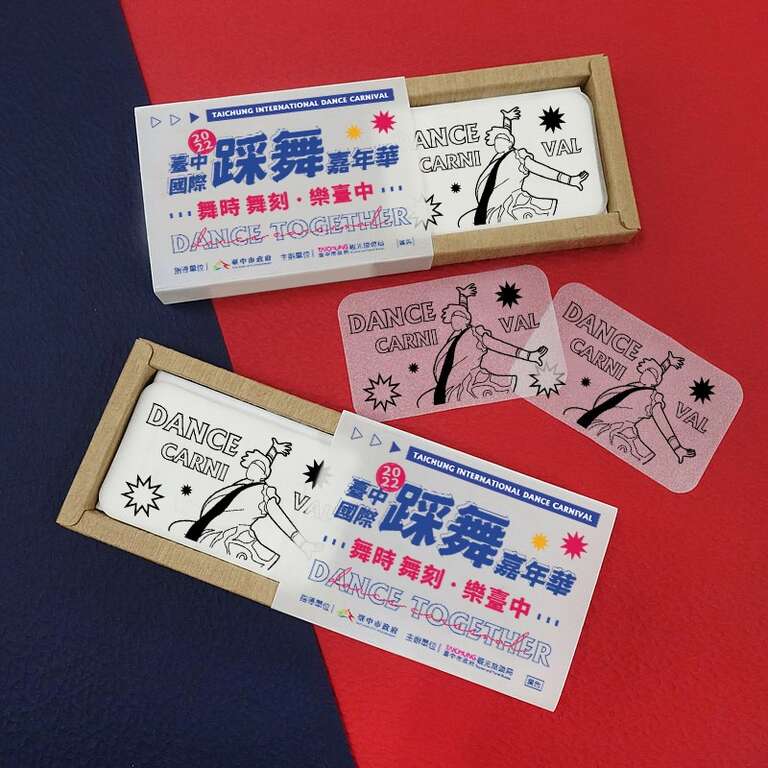 TAICHUNG INTERNATIONAL DANCE CARNIVAL
2022
臺中國際
踩舞嘉年華
舞時舞刻·樂臺中
DANCE TOGETHER
指導單位 臺中市政府 主辦單位 TAICHUNG 臺中市政府 觀光旅遊局 廣告
DANCE
CARNI VAL
DANCE
CARNI VAL
DANCE
CARNI VAL
DANCE
CARNI VAL
TAICHUNG INTERNATIONAL DANCE CARNIVAL
2022
臺中國際
踩舞嘉年華
舞時舞刻·樂臺中
DANCE TOGETHER
指導單位 臺中市政府 主辦單位 TAICHUNG 臺中市政府 觀光旅遊局 廣告